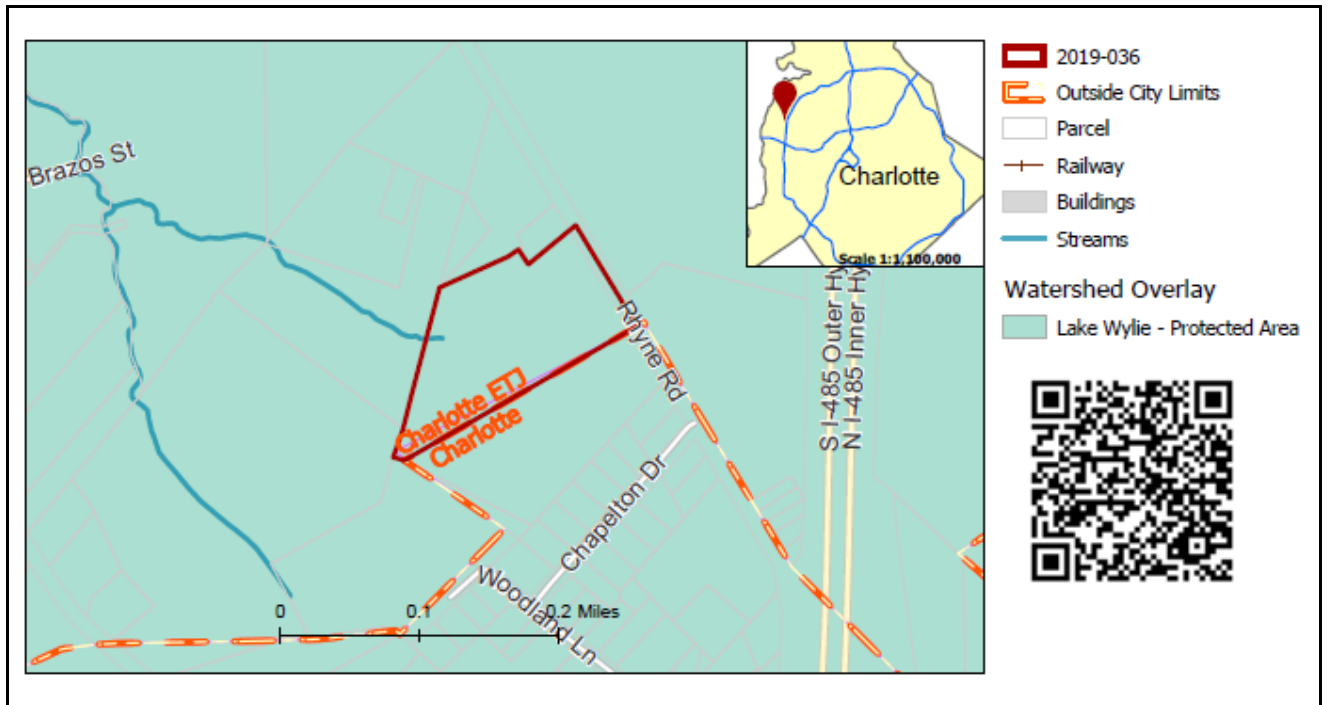 Brazos St
Charlotte ETJ
Charlotte
Rhyne Rd
Chapelton Dr
Woodland Ln
S I-485 Outer Hy
N I-485 Inner Hy
0 0.1 0.2 Miles
Charlotte
Scale 1:1,100,000
2019-036
Outside City Limits
Parcel
Railway
Buildings
Streams
Watershed Overlay
Lake Wylie - Protected Area